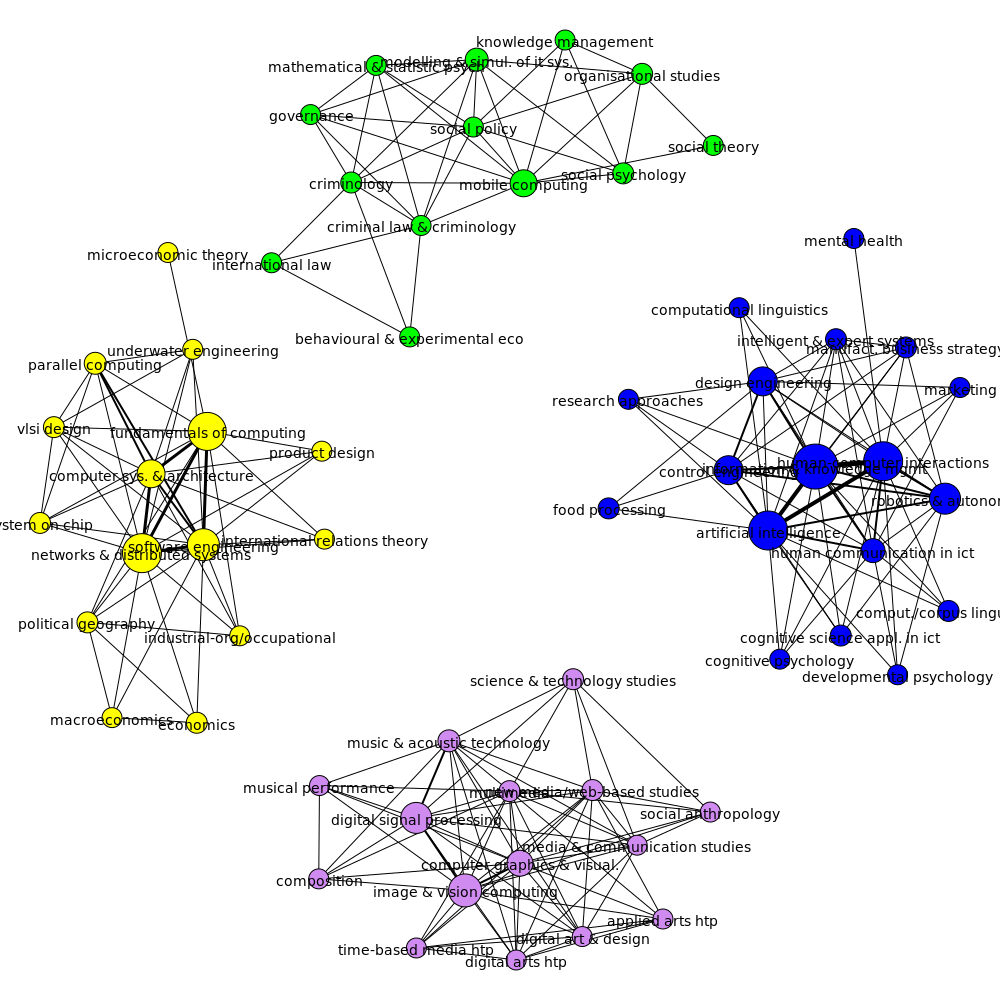 knowledge management
modelling & simul. of it sys.
mathematical & statistic psych
organisational studies
governance
social policy
social theory
social psychology
criminology
mobile computing
criminal law & criminology
international law
behavioural & experimental eco
microeconomic theory
underwater engineering
parallel computing
vlsi design
fundamentals of computing
product design
computer sys. & architecture
ystem on chip
software engineering
international relations theory
networks & distributed systems
political geography
industrial-org/occupational
macroeconomics
economics
mental health
computational linguistics
intelligent & expert systems
manufact. business strategy
design engineering
marketing
research approaches
human computer interactions
control engineering
information & knowledge mgmt
robotics & autonom
food processing
artificial intelligence
human communication in ict
comput./corpus lingu
cognitive science appl. in ict
cognitive psychology
developmental psychology
science & technology studies
music & acoustic technology
musical performance
multimedia
new media/web-based studies
social anthropology
digital signal processing
media & communication studies
computer graphics & visual.
composition
image & vision computing
applied arts htp
digital art & design
time-based media htp
digital arts htp